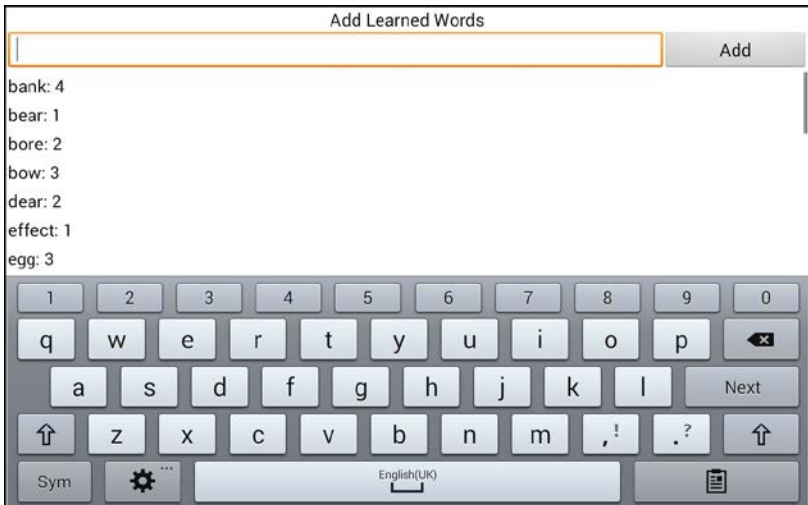 Add Learned Words
Add
bank: 4
bear: 1
bore: 2
bow: 3
dear: 2
effect: 1
egg: 3
1 2 3 4 5 6 7 8 9 0
q w e r t y u i o p
a s d f g h j k l Next
z x c v b n m , ! . ?
Sym ... English(UK)